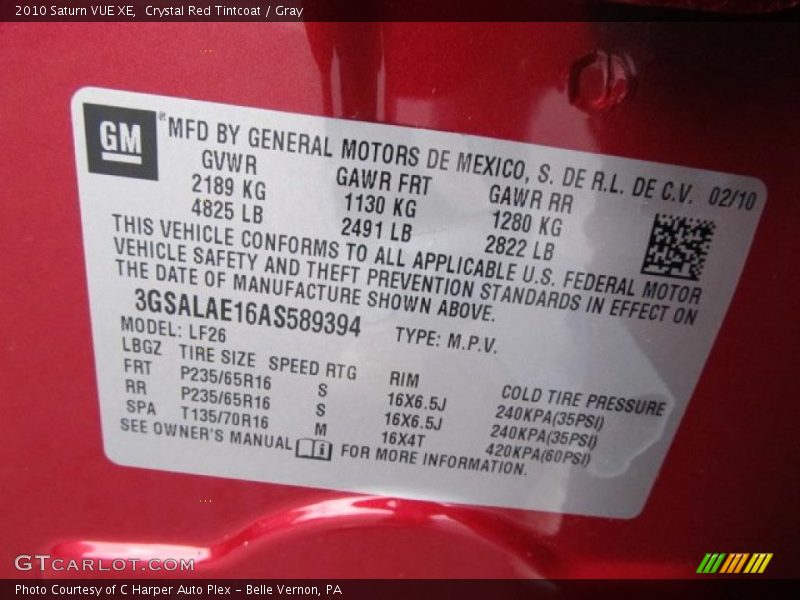 2010 Saturn VUE XE, Crystal Red Tintcoat / Gray
GM
®MFD BY GENERAL MOTORS DE MEXICO, S. DE R.L. DE C.V. 02/10
GVWR GAWR FRT GAWR RR
2189 KG 1130 KG 1280 KG
4825 LB 2491 LB 2822 LB
THIS VEHICLE CONFORMS TO ALL APPLICABLE U.S. FEDERAL MOTOR
VEHICLE SAFETY AND THEFT PREVENTION STANDARDS IN EFFECT ON
THE DATE OF MANUFACTURE SHOWN ABOVE.
3GSALAE16AS589394 TYPE: M.P.V.
MODEL: LF26
LBGZ TIRE SIZE SPEED RTG RIM COLD TIRE PRESSURE
FRT P235/65R16 S 16X6.5J 240KPA(35PSI)
RR P235/65R16 S 16X6.5J 240KPA(35PSI)
SPA T135/70R16 M 16X4T 420KPA(60PSI)
SEE OWNER'S MANUAL i FOR MORE INFORMATION.
GTCARLOT.COM
Photo Courtesy of C Harper Auto Plex - Belle Vernon, PA